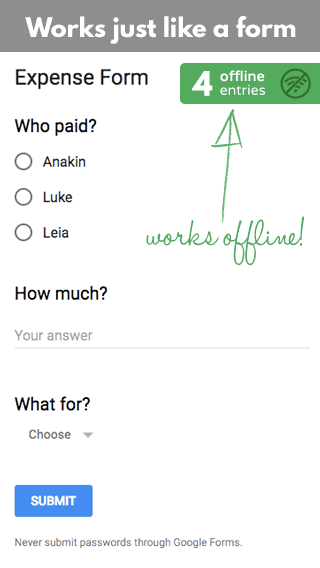 Works just like a form
Expense Form
4 offline
entries
Who paid?
Anakin
Luke
Leia
works offline!
How much?
Your answer
What for?
Choose
SUBMIT
Never submit passwords through Google Forms.